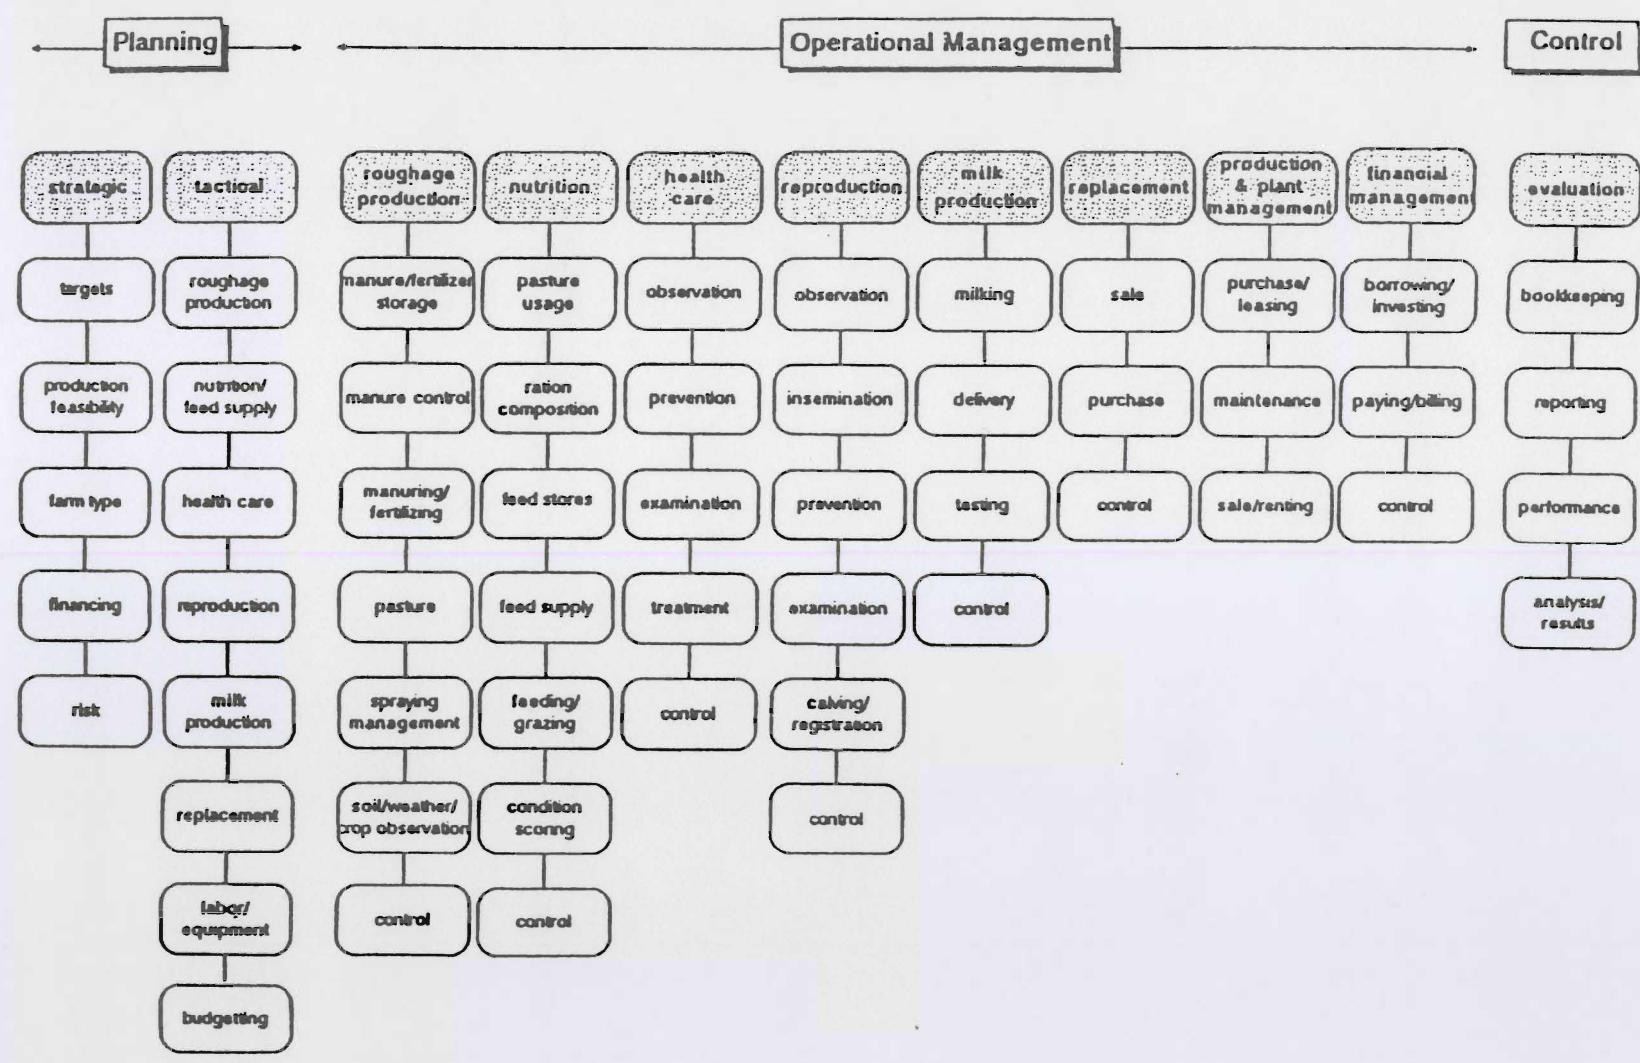 Planning
Operational Management
Control
strategic
targets
production
feasibility
farm type
financing
risk
tactical
roughage
production
nutrition/
feed supply
health care
reproduction
milk
production
replacement
labor/
equipment
budgetting
roughage
production
manure/fertilizer
storage
manure control
manuring/
fertilizing
pasture
spraying
management
soil/weather/
crop observation
control
nutrition
pasture
usage
ration
composition
feed stores
feed supply
feeding/
grazing
condition
scoring
control
health
care
observation
prevention
examination
treatment
control
reproduction
observation
insemination
prevention
examination
calving/
registration
control
milk
production
milking
delivery
testing
control
replacement
sale
purchase
control
production
& plant
management
purchase/
leasing
maintenance
sale/renting
financial
management
borrowing/
investing
paying/billing
control
evaluation
bookkeeping
reporting
performance
analysis/
results